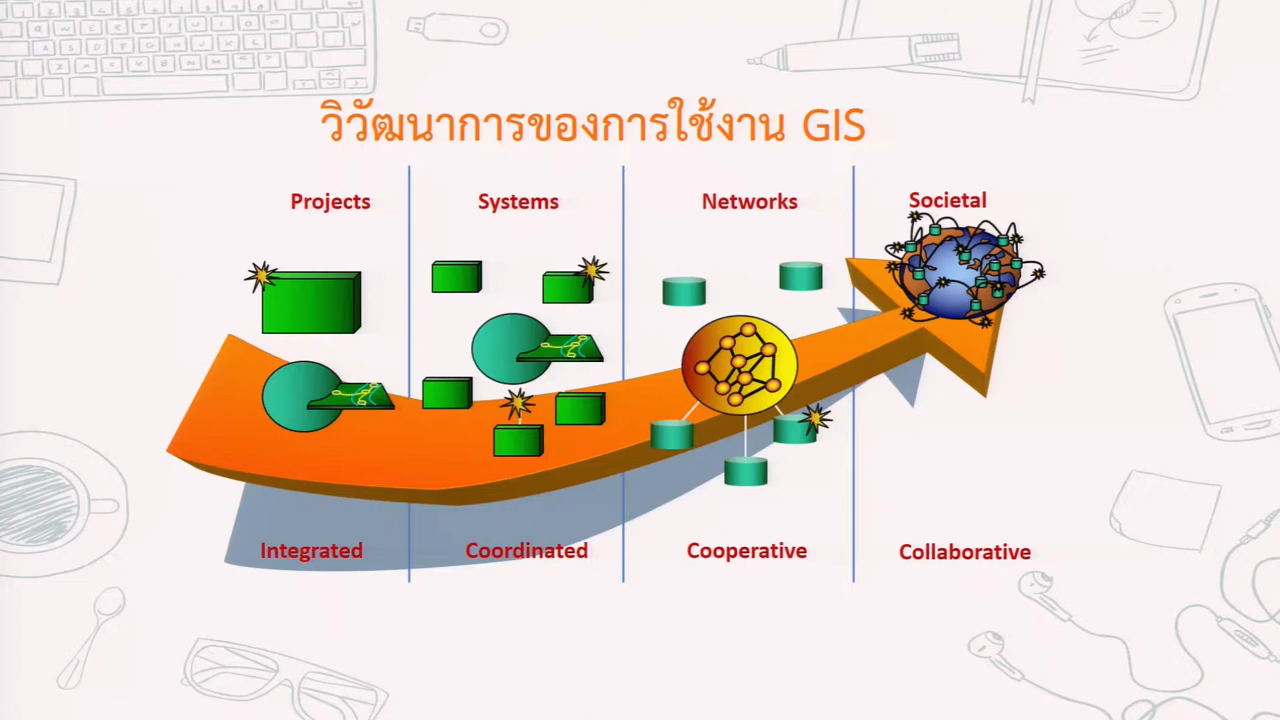 วิวัฒนาการของการใช้งาน GIS
Projects
Systems
Networks
Societal
Integrated
Coordinated
Cooperative
Collaborative